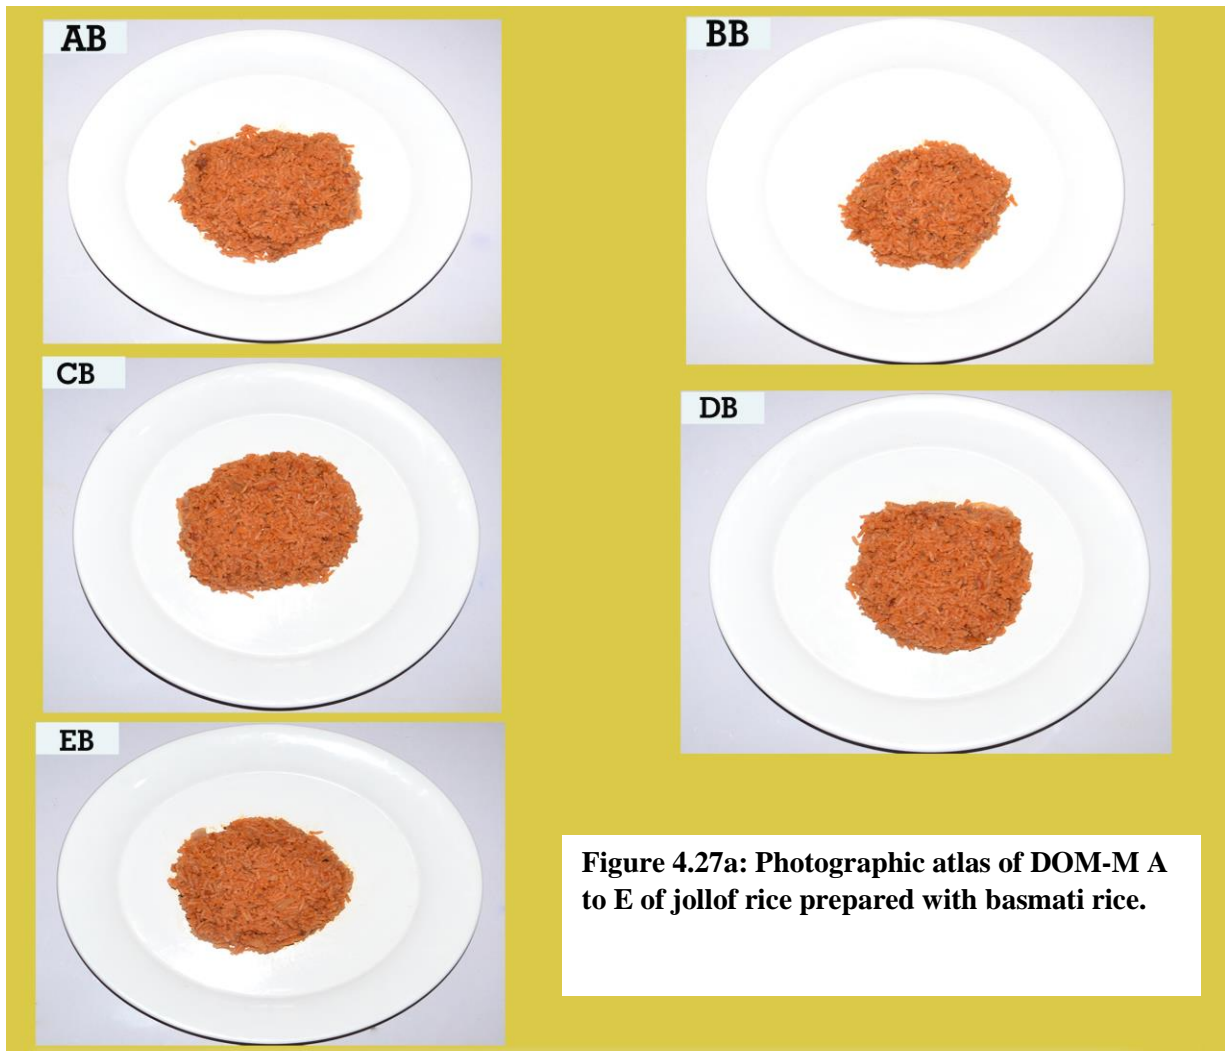 AB
BB
CB
DB
EB
Figure 4.27a: Photographic atlas of DOM-M A
to E of jollof rice prepared with basmati rice.